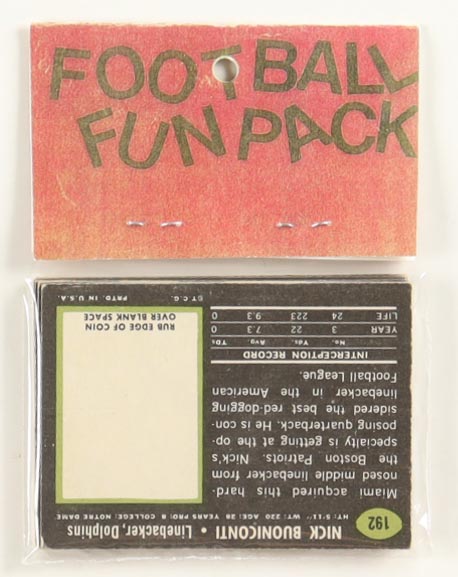 FOOTBALL
FUN PACK
192
NICK BUONICONTI • Linebacker, Dolphins
HT: 5-11" WT: 220 AGE: 28 YEARS PRO: 8 COLLEGE: NOTRE DAME
Miami acquired this hard-
nosed middle linebacker from
the Boston Patriots. Nick's
specialty is getting at the op-
posing quarterback. He is con-
sidered the best red-dogging
linebacker in the American
Football League.
INTERCEPTION RECORD
No. Yds. Avg. TDs
YEAR 3 22 7.3 0
LIFE 24 223 9.3 0
RUB EDGE OF COIN
OVER BLANK SPACE
©T.C.G. PRTD. IN U.S.A.